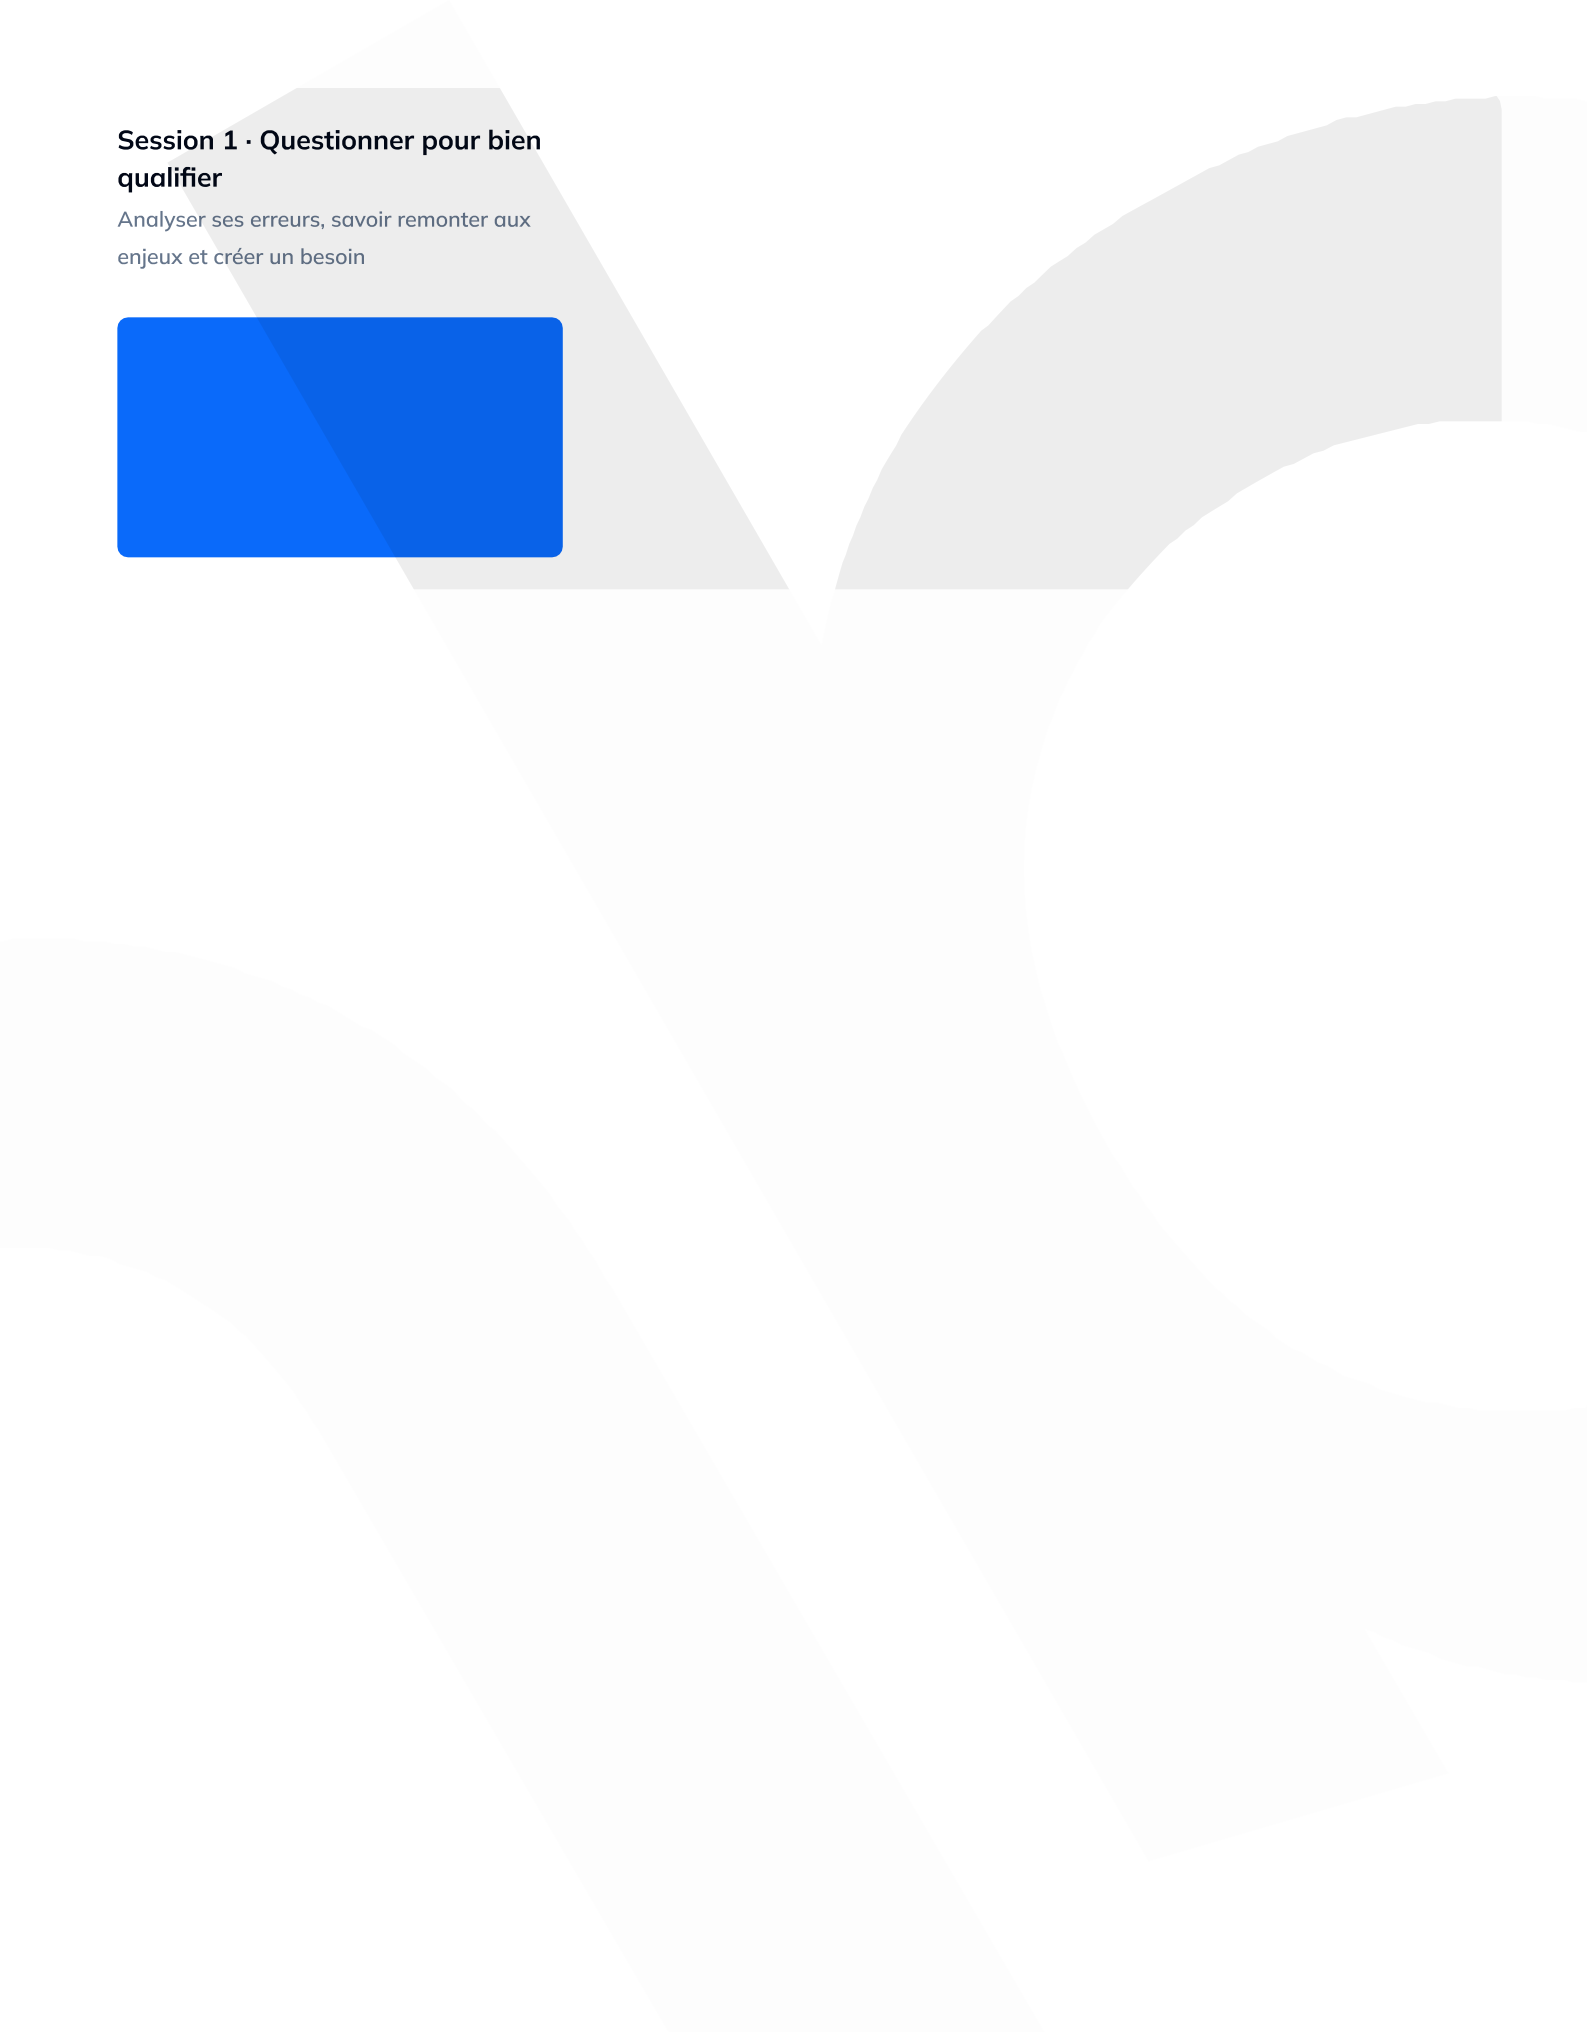 Session 1 · Questionner pour bien
qualifier
Analyser ses erreurs, savoir remonter aux
enjeux et créer un besoin